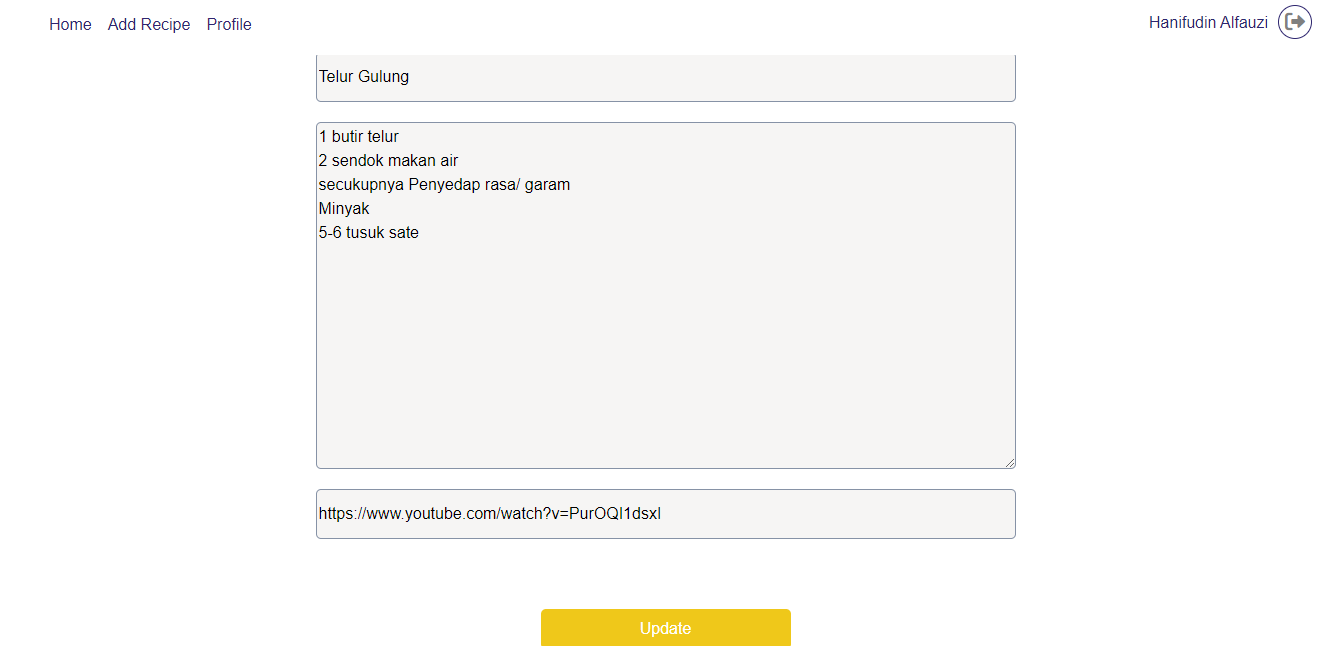 Home Add Recipe Profile Hanifudin Alfauzi
Telur Gulung
1 butir telur
2 sendok makan air
secukupnya Penyedap rasa/ garam
Minyak
5-6 tusuk sate
https://www.youtube.com/watch?v=PurOQI1dsxI
Update